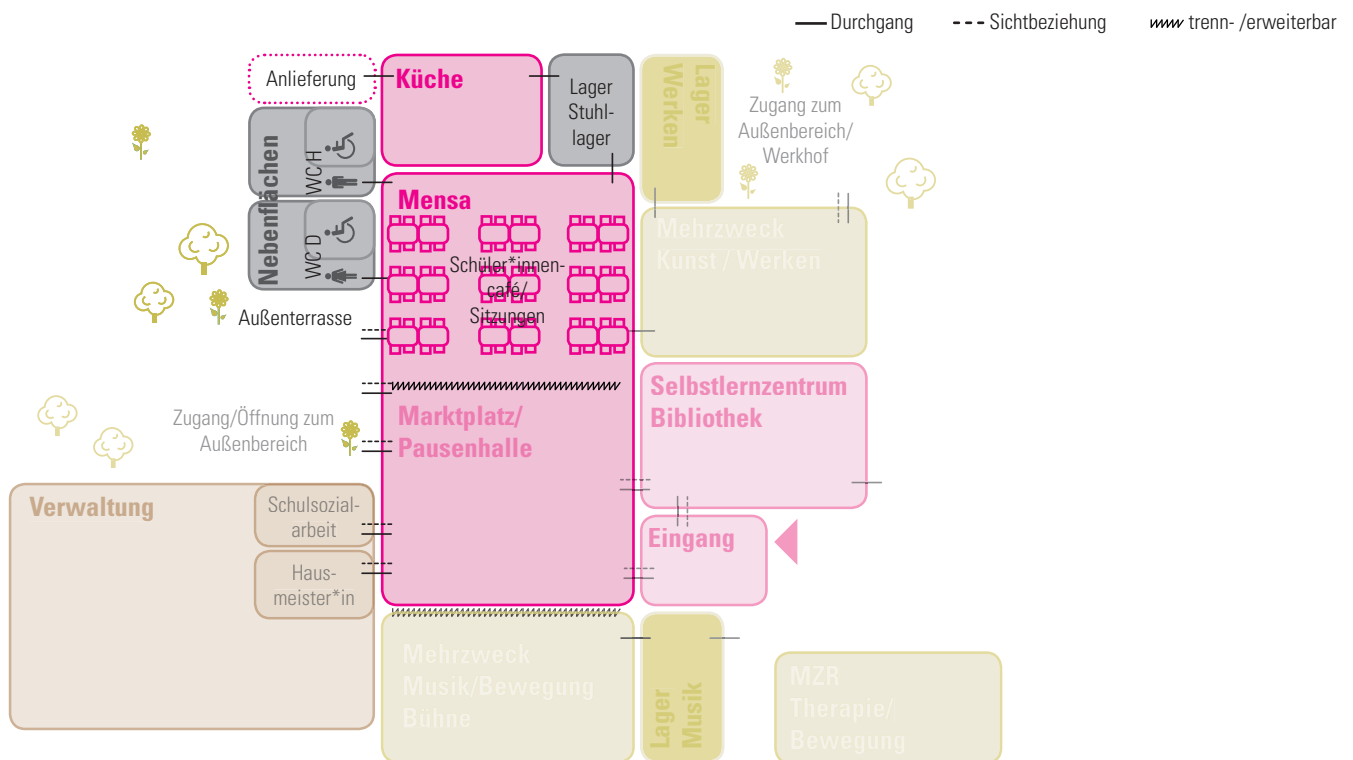 Durchgang
Sichtbeziehung
trenn- /erweiterbar
Anlieferung
Küche
Lager
Stuhl-
lager
Lager
Werken
Zugang zum
Außenbereich/
Werkhof
Nebenflächen
WC H
Nebenflächen
WC D
Mensa
Schüler*innen-
café/
Sitzungen
Mehrzweck
Kunst / Werken
Außenterrasse
Zugang/Öffnung zum
Außenbereich
Marktplatz/
Pausenhalle
Selbstlernzentrum
Bibliothek
Verwaltung
Schulsozial-
arbeit
Haus-
meister*in
Eingang
Mehrzweck
Musik/Bewegung
Bühne
Lager
Musik
MZR
Therapie/
Bewegung